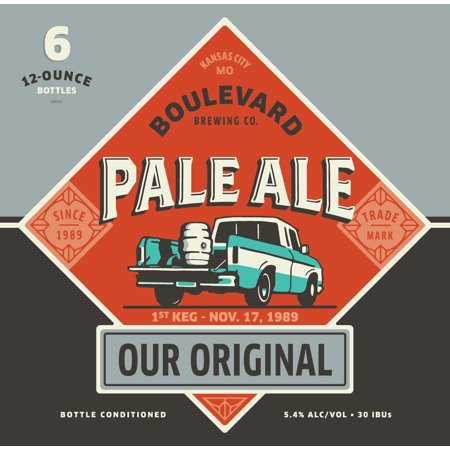 6
12-OUNCE
BOTTLES
KANSAS CITY
MO
BOULEVARD
BREWING CO.
PALE ALE
SINCE
1989
TRADE
MARK
1ST KEG - NOV. 17, 1989
OUR ORIGINAL
BOTTLE CONDITIONED
5.4% ALC/VOL • 30 IBUs